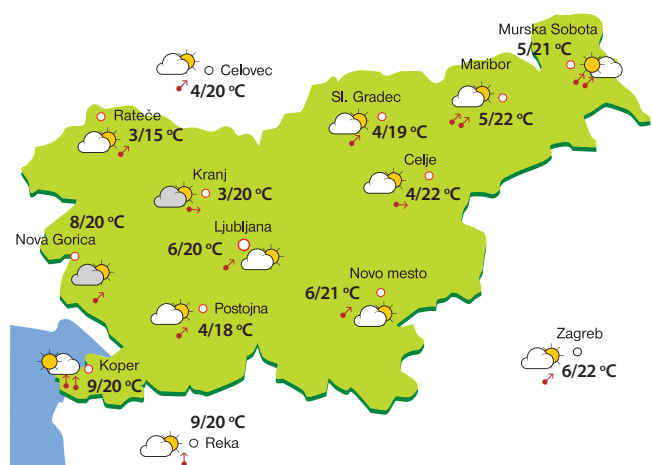 Murska Sobota
5/21 °C
Celovec
4/20 °C
Maribor
5/22 °C
Sl. Gradec
4/19 °C
Rateče
3/15 °C
Celje
4/22 °C
Kranj
3/20 °C
8/20 °C
Nova Gorica
Ljubljana
6/20 °C
Novo mesto
6/21 °C
Postojna
4/18 °C
Zagreb
6/22 °C
Koper
9/20 °C
9/20 °C
Reka